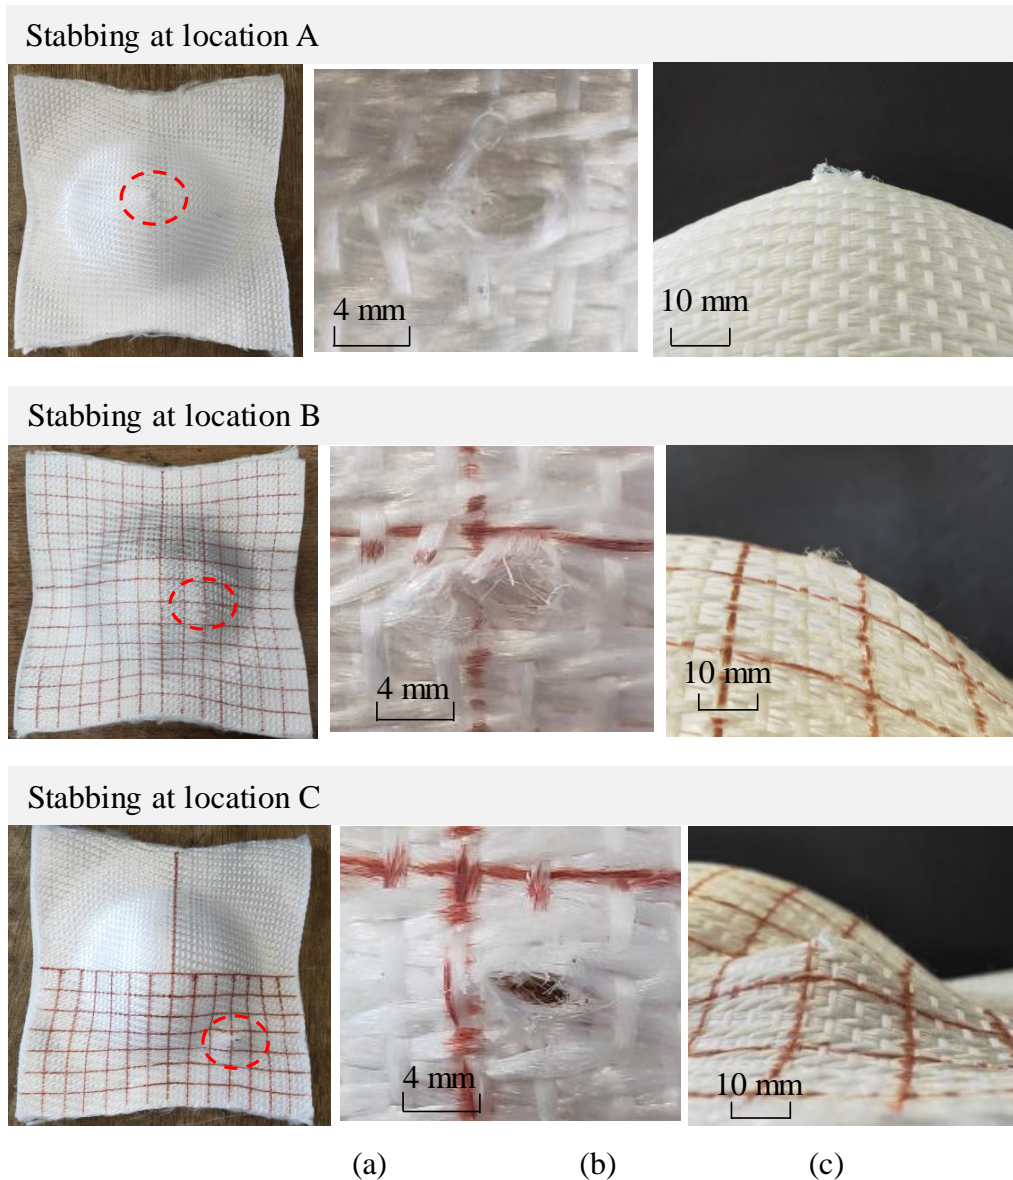 Stabbing at location A
4 mm
10 mm
Stabbing at location B
4 mm
10 mm
Stabbing at location C
4 mm
10 mm
(a)
(b)
(c)